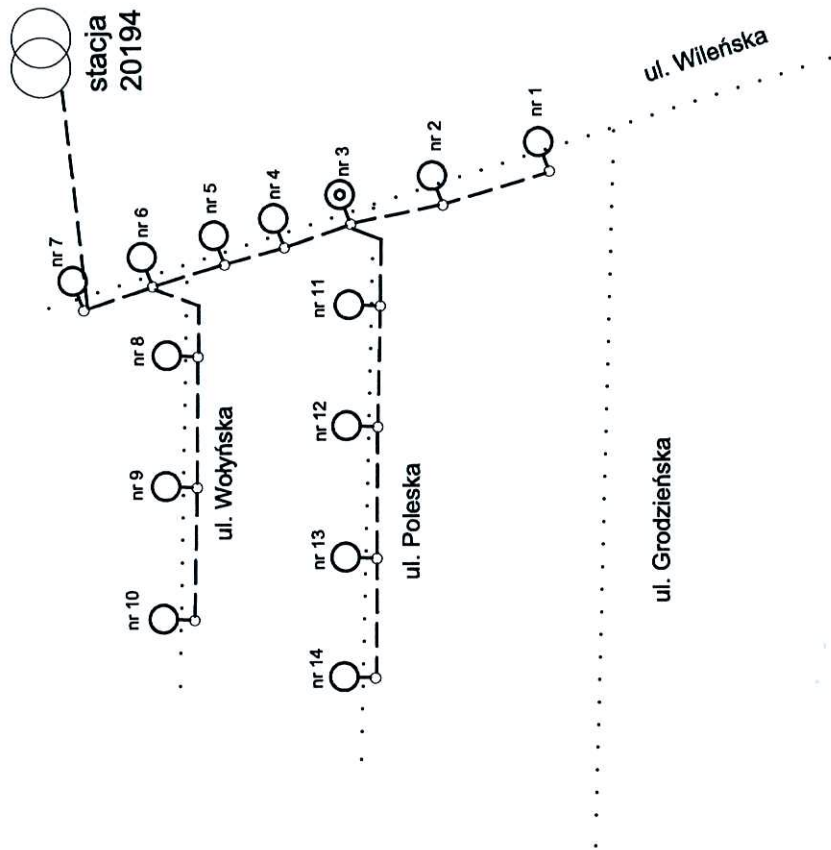 stacja
20194
ul. Wileńska
nr 1
nr 2
nr 3
nr 4
nr 5
nr 6
nr 7
nr 8
nr 9
nr 10
ul. Wołyńska
nr 11
nr 12
nr 13
nr 14
ul. Poleska
ul. Grodzieńska